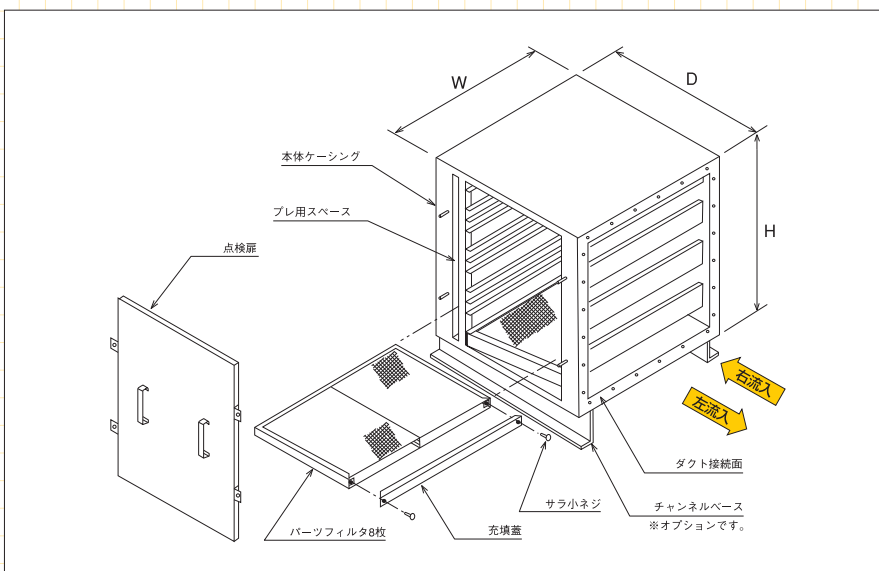 W
D
本体ケーシング
プレ用スペース
点検扉
H
右流入
左流入
ダクト接続面
サラ小ネジ
チャンネルベース
※オプションです。
パーツフィルタ8枚
充填蓋